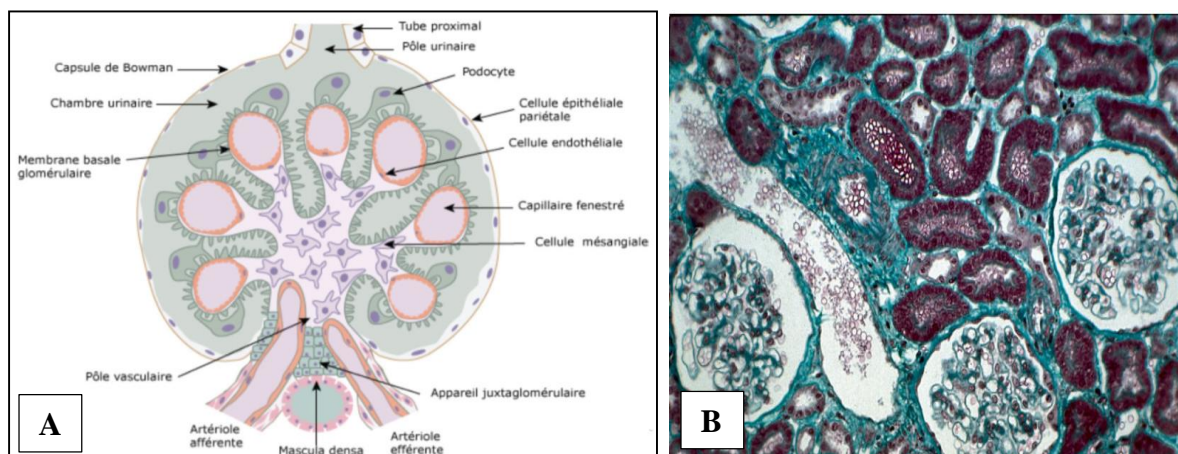 Tube proximal
Pôle urinaire
Capsule de Bowman
Podocyte
Chambre urinaire
Cellule épithéliale
pariétale
Membrane basale
glomérulaire
Cellule endothéliale
Capillaire fenestré
Cellule mésangiale
Pôle vasculaire
Appareil juxtaglomérulaire
Artériole
afférente
Mascula densa
Artériole
efférente
A
B